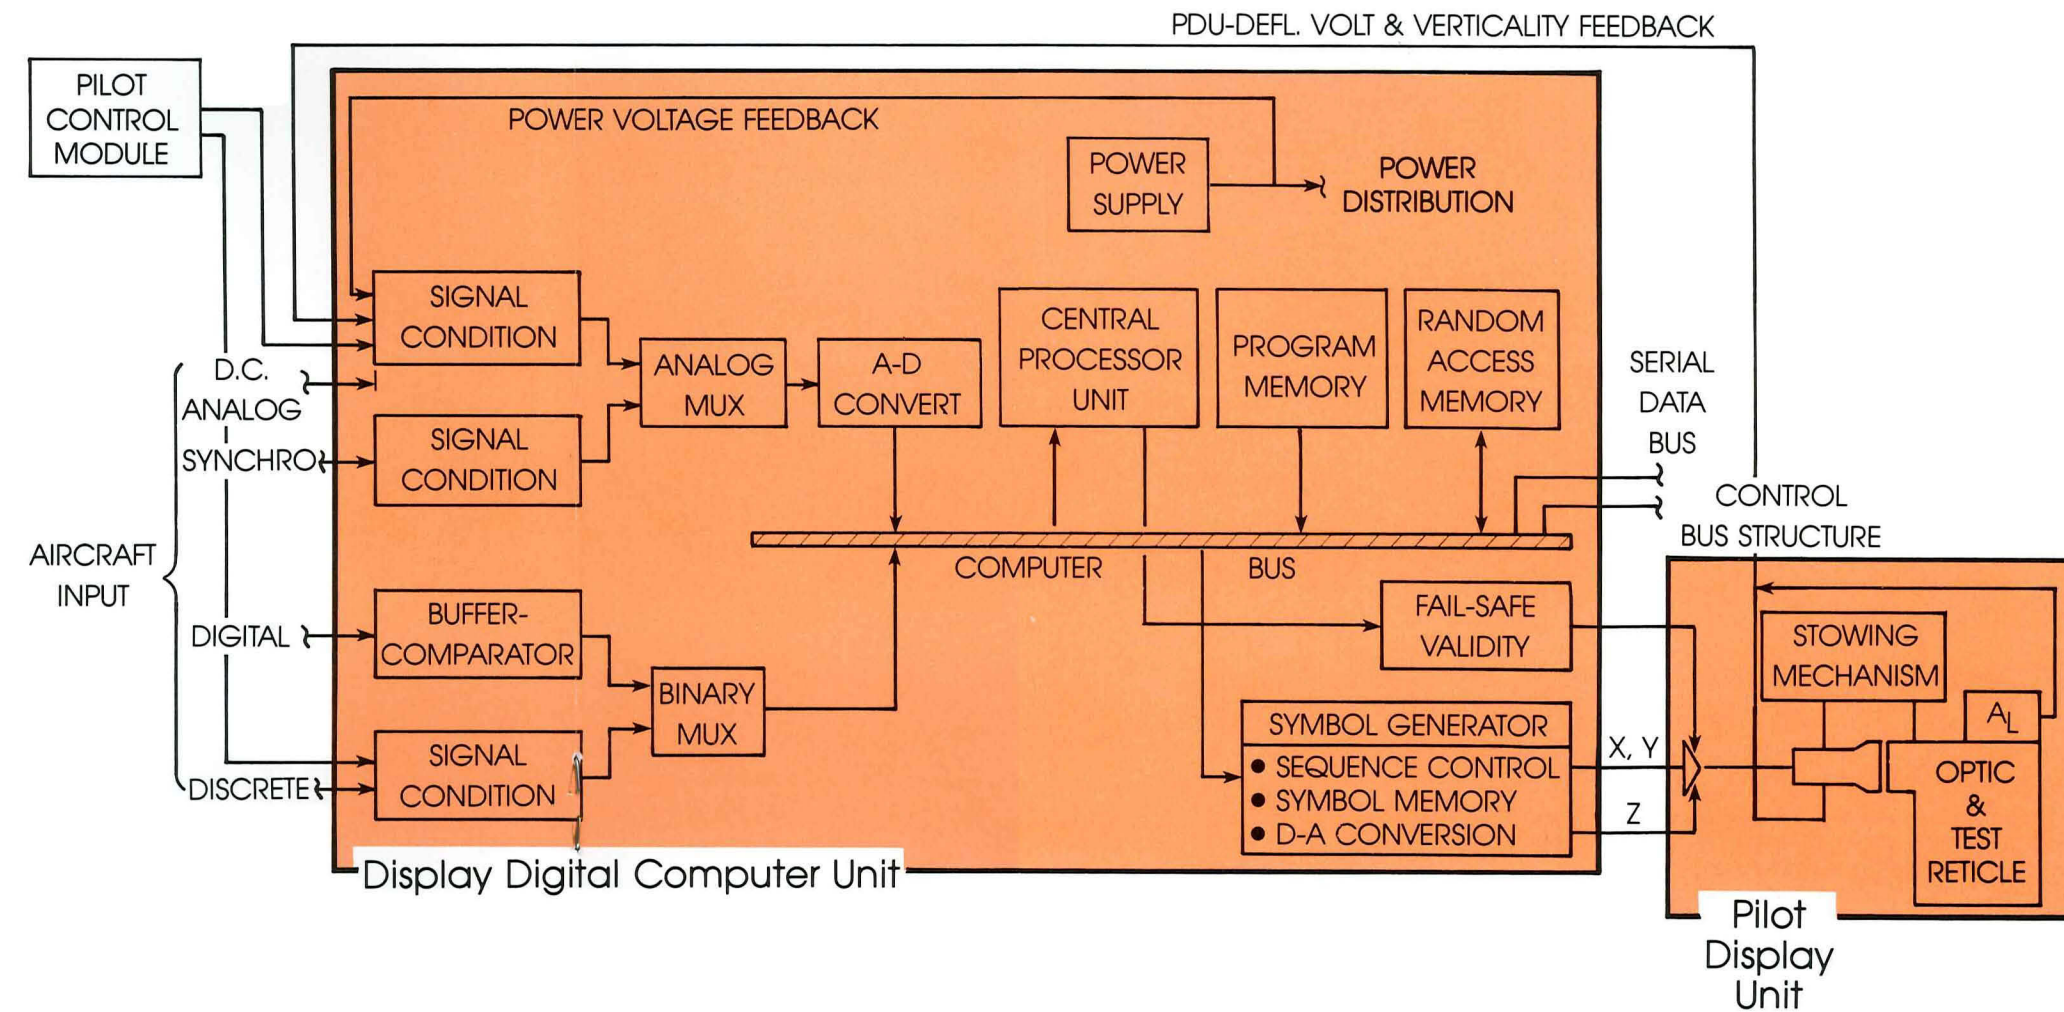 PDU-DEFL. VOLT & VERTICALITY FEEDBACK
PILOT
CONTROL
MODULE
POWER VOLTAGE FEEDBACK
POWER
SUPPLY
POWER
DISTRIBUTION
SIGNAL
CONDITION
D.C.
ANALOG
SYNCHRO
SIGNAL
CONDITION
ANALOG
MUX
A-D
CONVERT
CENTRAL
PROCESSOR
UNIT
PROGRAM
MEMORY
RANDOM
ACCESS
MEMORY
SERIAL
DATA
BUS
CONTROL
BUS STRUCTURE
COMPUTER BUS
AIRCRAFT
INPUT
DIGITAL
BUFFER-
COMPARATOR
BINARY
MUX
DISCRETE
SIGNAL
CONDITION
FAIL-SAFE
VALIDITY
SYMBOL GENERATOR
● SEQUENCE CONTROL
● SYMBOL MEMORY
● D-A CONVERSION
X, Y
Z
STOWING
MECHANISM
AL
OPTIC
&
TEST
RETICLE
Display Digital Computer Unit
Pilot
Display
Unit